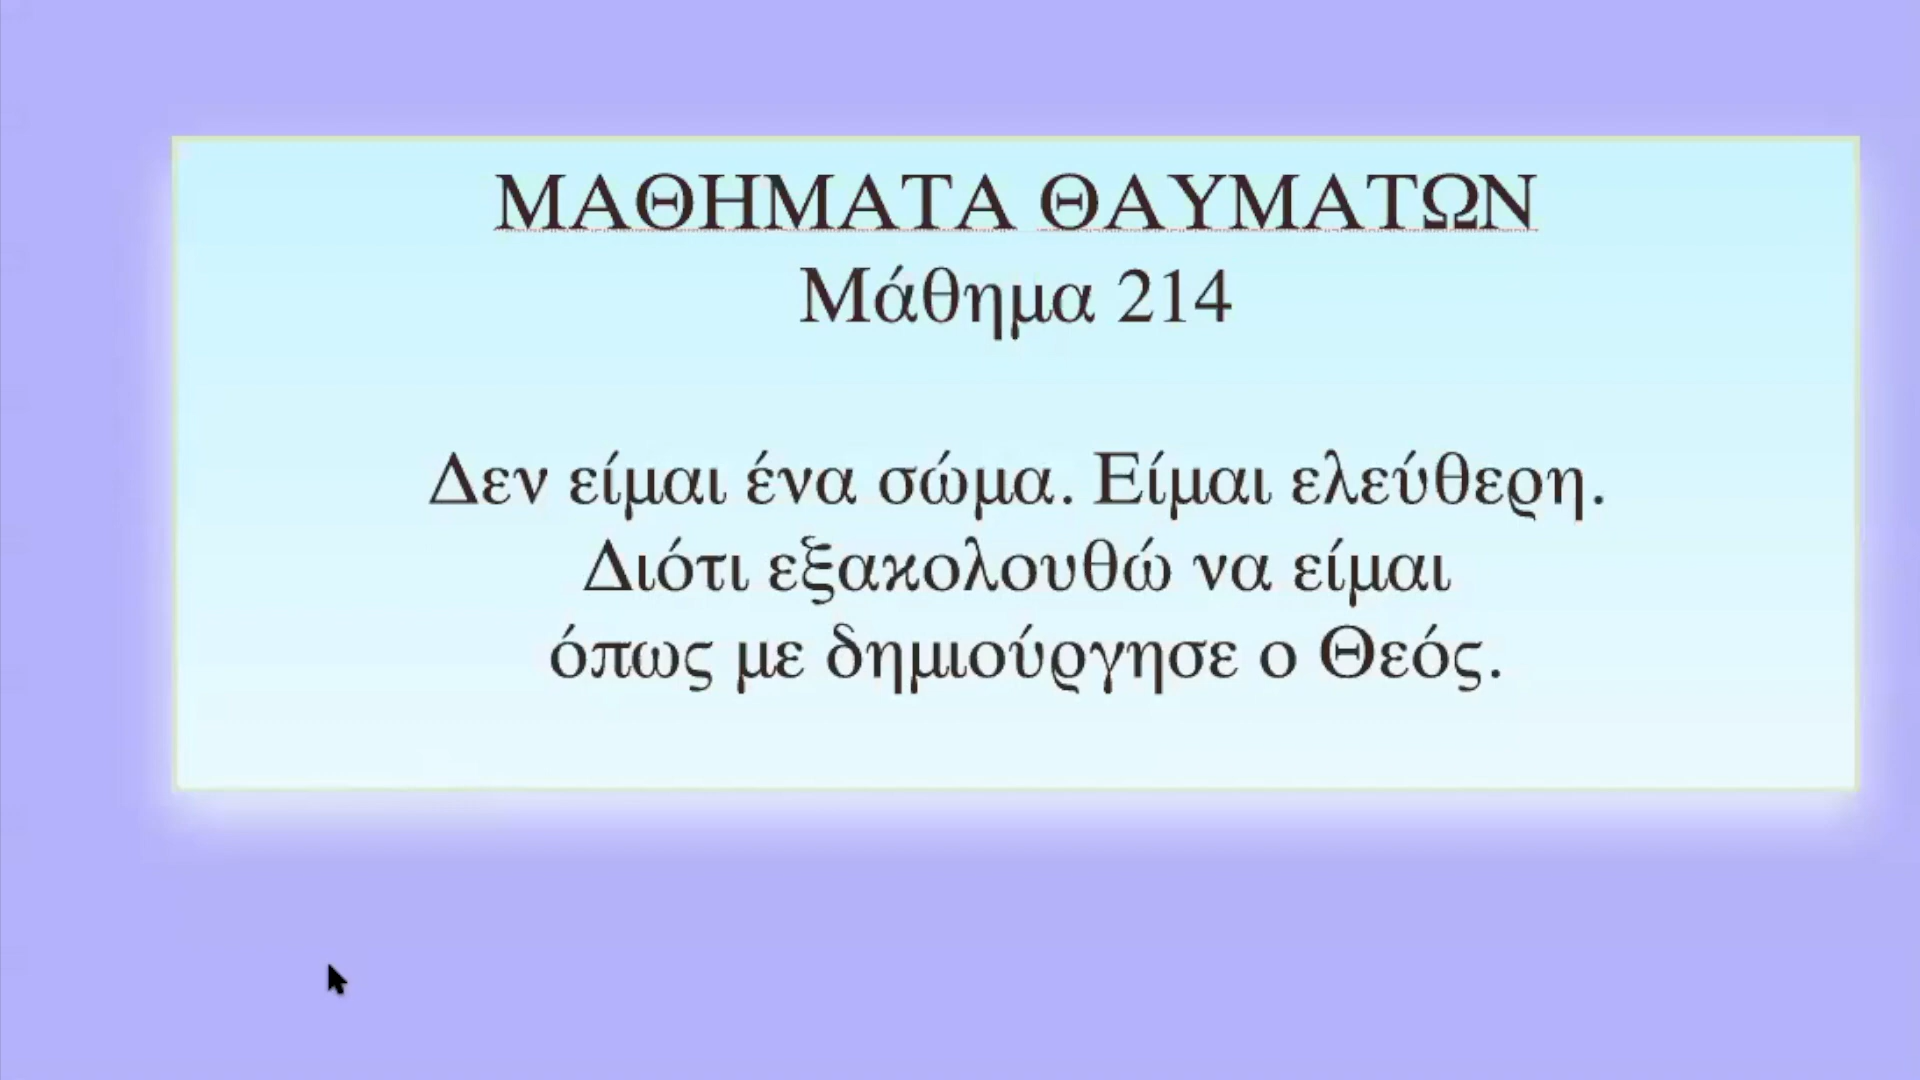 ΜΑΘΗΜΑΤΑ ΘΑΥΜΑΤΩΝ
Μάθημα 214
Δεν είμαι ένα σώμα. Είμαι ελεύθερη.
Διότι εξακολουθώ να είμαι
όπως με δημιούργησε ο Θεός.